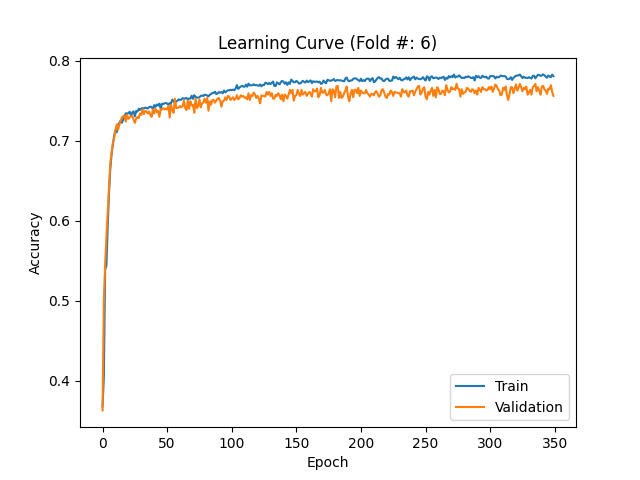 Learning Curve (Fold #: 6)
0.8
0.7
0.6
0.5
0.4
Accuracy
0 50 100 150 200 250 300 350
Epoch
Train
Validation